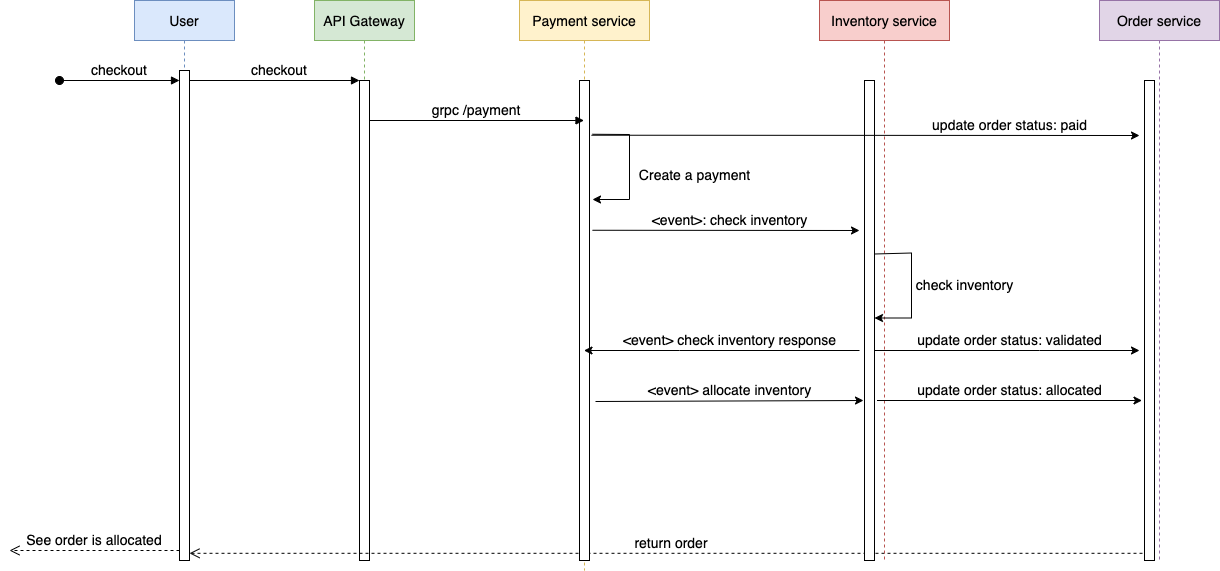 User
API Gateway
Payment service
Inventory service
Order service
checkout
checkout
grpc /payment
update order status: paid
Create a payment
<event>: check inventory
check inventory
<event> check inventory response
update order status: validated
<event> allocate inventory
update order status: allocated
See order is allocated
return order